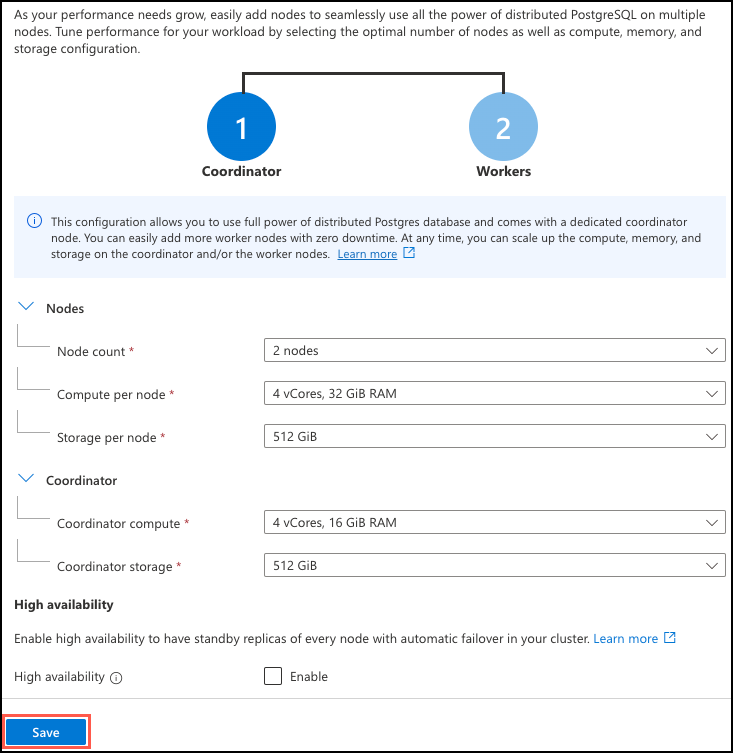 As your performance needs grow, easily add nodes to seamlessly use all the power of distributed PostgreSQL on multiple
nodes. Tune performance for your workload by selecting the optimal number of nodes as well as compute, memory, and
storage configuration.
1
2
Coordinator
Workers
This configuration allows you to use full power of distributed Postgres database and comes with a dedicated coordinator
node. You can easily add more worker nodes with zero downtime. At any time, you can scale up the compute, memory, and
storage on the coordinator and/or the worker nodes. Learn more
Nodes
Node count * 2 nodes
Compute per node * 4 vCores, 32 GiB RAM
Storage per node * 512 GiB
Coordinator
Coordinator compute * 4 vCores, 16 GiB RAM
Coordinator storage * 512 GiB
High availability
Enable high availability to have standby replicas of every node with automatic failover in your cluster. Learn more
High availability Enable
Save